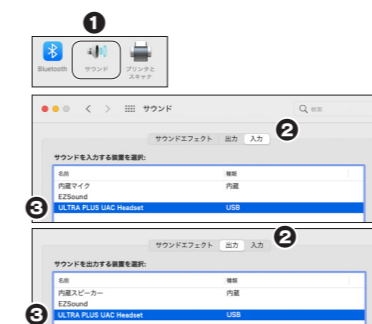 ❶
Bluetooth
サウンド
プリンタと
スキャナ
サウンド
検索
サウンドエフェクト 出力 入力 ❷
サウンドを入力する装置を選択:
名前 種類
内蔵マイク 内蔵
EZSound
❸ ULTRA PLUS UAC Headset USB
サウンドエフェクト 出力 入力 ❷
サウンドを出力する装置を選択:
名前 種類
内蔵スピーカー 内蔵
EZSound
❸ ULTRA PLUS UAC Headset USB